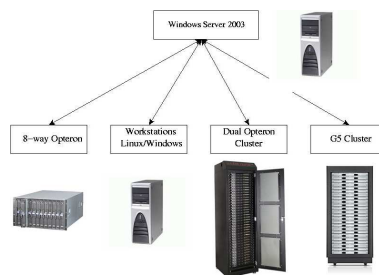 Windows Server 2003
8-way Opteron
Workstations
Linux/Windows
Dual Opteron
Cluster
G5 Cluster